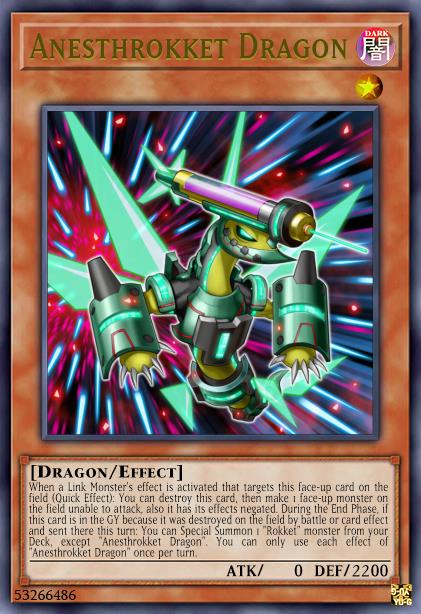 ANESTHROKKET DRAGON
DARK
闇
[DRAGON/EFFECT]
When a Link Monster's effect is activated that targets this face-up card on the
field (Quick Effect): You can destroy this card, then make 1 face-up monster on
the field unable to attack, also it has its effects negated. During the End Phase, if
this card is in the GY because it was destroyed on the field by battle or card effect
and sent there this turn: You can Special Summon 1 "Rokket" monster from your
Deck, except "Anesthrokket Dragon". You can only use each effect of
"Anesthrokket Dragon" once per turn.
ATK/ 0 DEF/2200
53266486